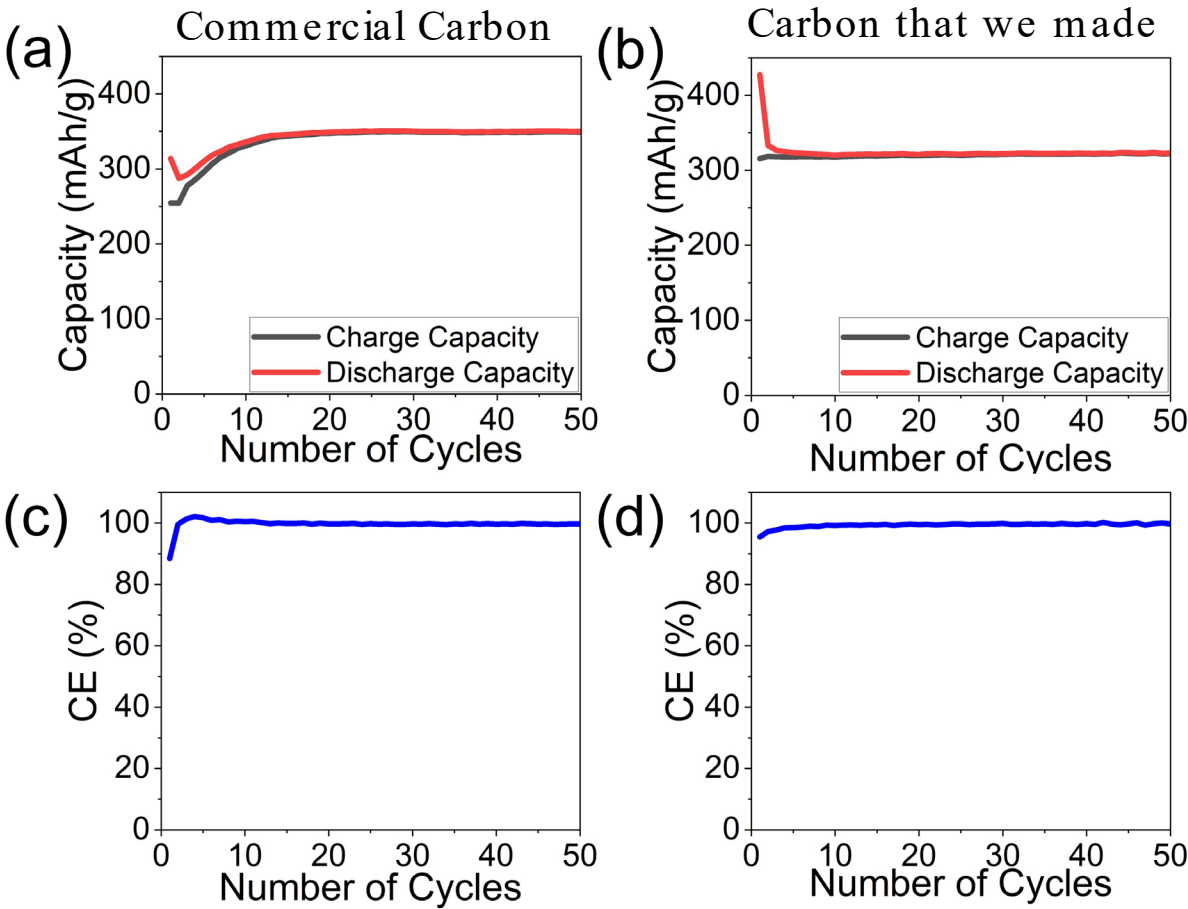 Commercial Carbon
Carbon that we made
(a)
Capacity (mAh/g)
400
300
200
100
0
Charge Capacity
Discharge Capacity
0 10 20 30 40 50
Number of Cycles
(b)
Capacity (mAh/g)
400
300
200
100
0
Charge Capacity
Discharge Capacity
0 10 20 30 40 50
Number of Cycles
(c)
CE (%)
100
80
60
40
20
0
0 10 20 30 40 50
Number of Cycles
(d)
CE (%)
100
80
60
40
20
0
0 10 20 30 40 50
Number of Cycles